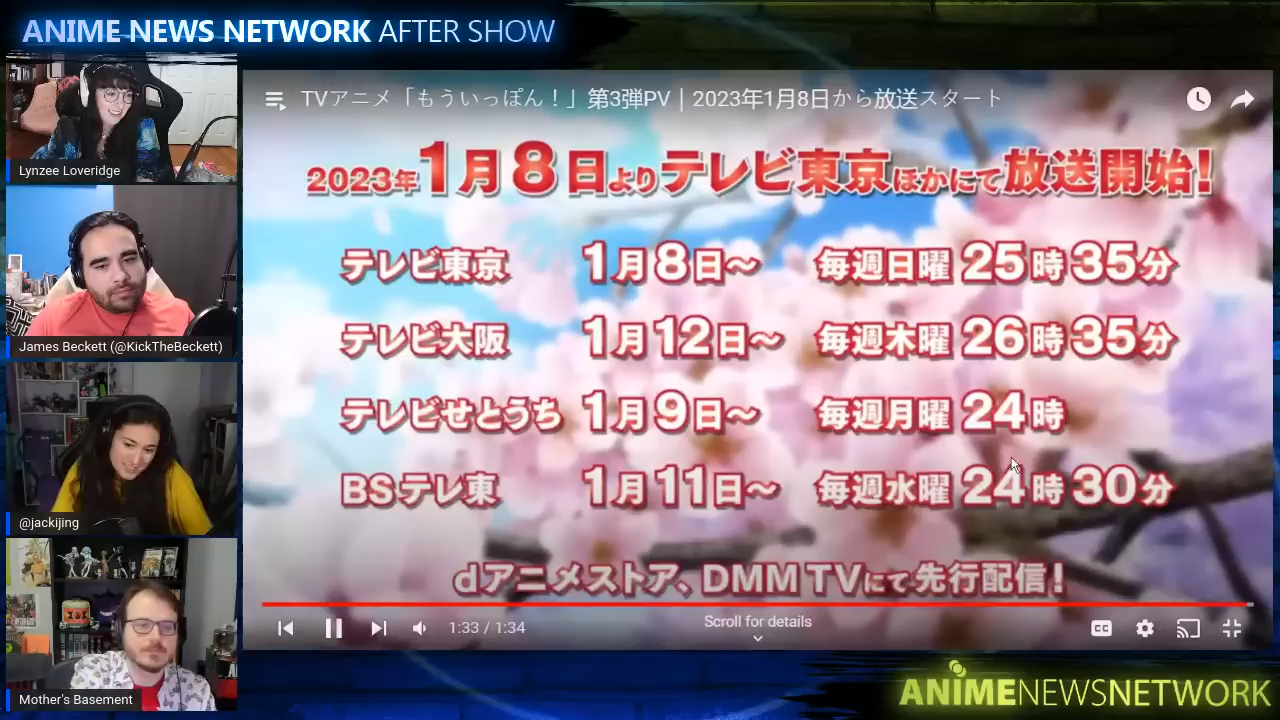 ANIME NEWS NETWORK AFTER SHOW
Lynzee Loveridge
James Beckett (@KickTheBeckett)
@jackijing
Mother's Basement
TVアニメ「もういっぽん！」第3弾PV｜2023年1月8日から放送スタート
2023年1月8日よりテレビ東京ほかにて放送開始!
テレビ東京 1月8日～ 毎週日曜 25時35分
テレビ大阪 1月12日～ 毎週木曜 26時35分
テレビせとうち 1月9日～ 毎週月曜 24時
BSテレ東 1月11日～ 毎週水曜 24時30分
dアニメストア、DMM TVにて先行配信!
1:33 / 1:34
Scroll for details
CC
ANIMENEWSNETWORK